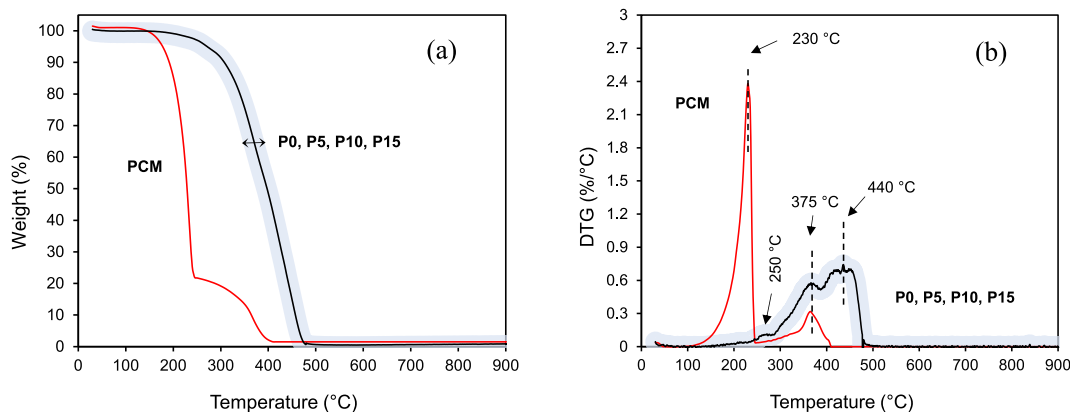 (a)
Weight (%)
100
90
80
70
60
50
40
30
20
10
0
P0, P5, P10, P15
PCM
0 100 200 300 400 500 600 700 800 900
Temperature (°C)
(b)
DTG (%/°C)
3
2.7
2.4
2.1
1.8
1.5
1.2
0.9
0.6
0.3
0
230 °C
PCM
375 °C
440 °C
250 °C
P0, P5, P10, P15
0 100 200 300 400 500 600 700 800 900
Temperature (°C)